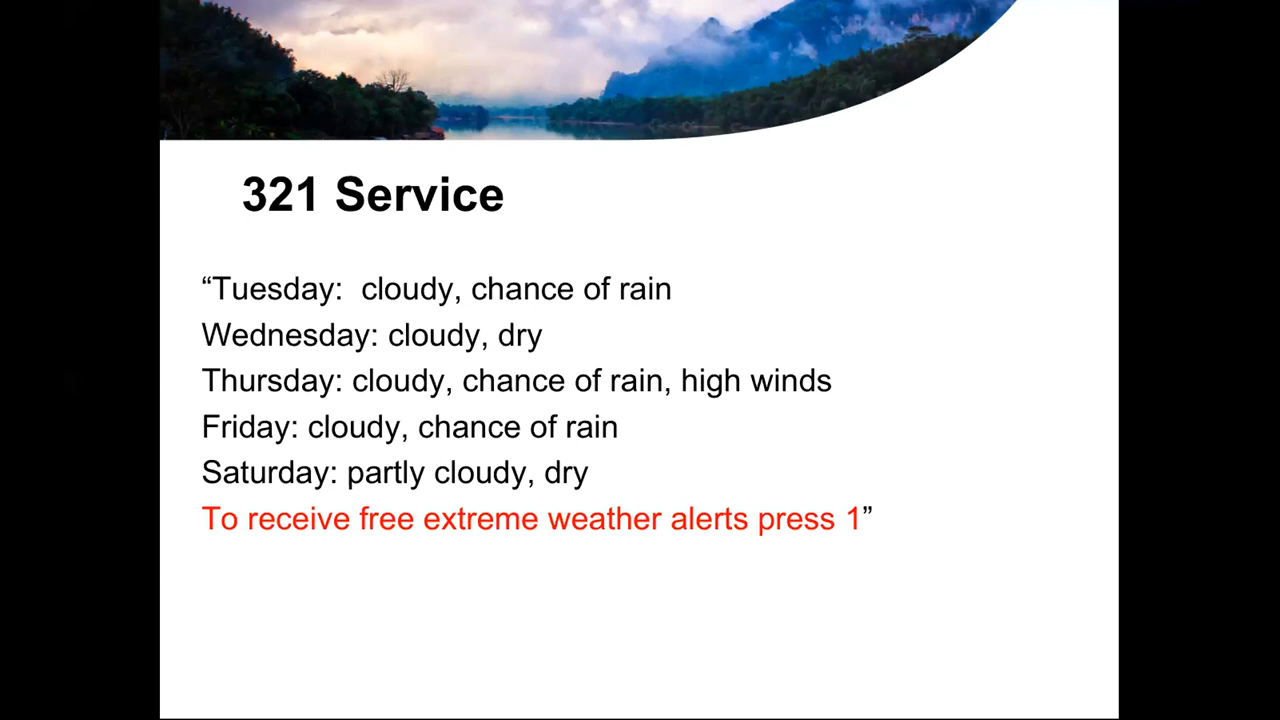 321 Service
“Tuesday:  cloudy, chance of rain
Wednesday: cloudy, dry
Thursday: cloudy, chance of rain, high winds
Friday: cloudy, chance of rain
Saturday: partly cloudy, dry
To receive free extreme weather alerts press 1”